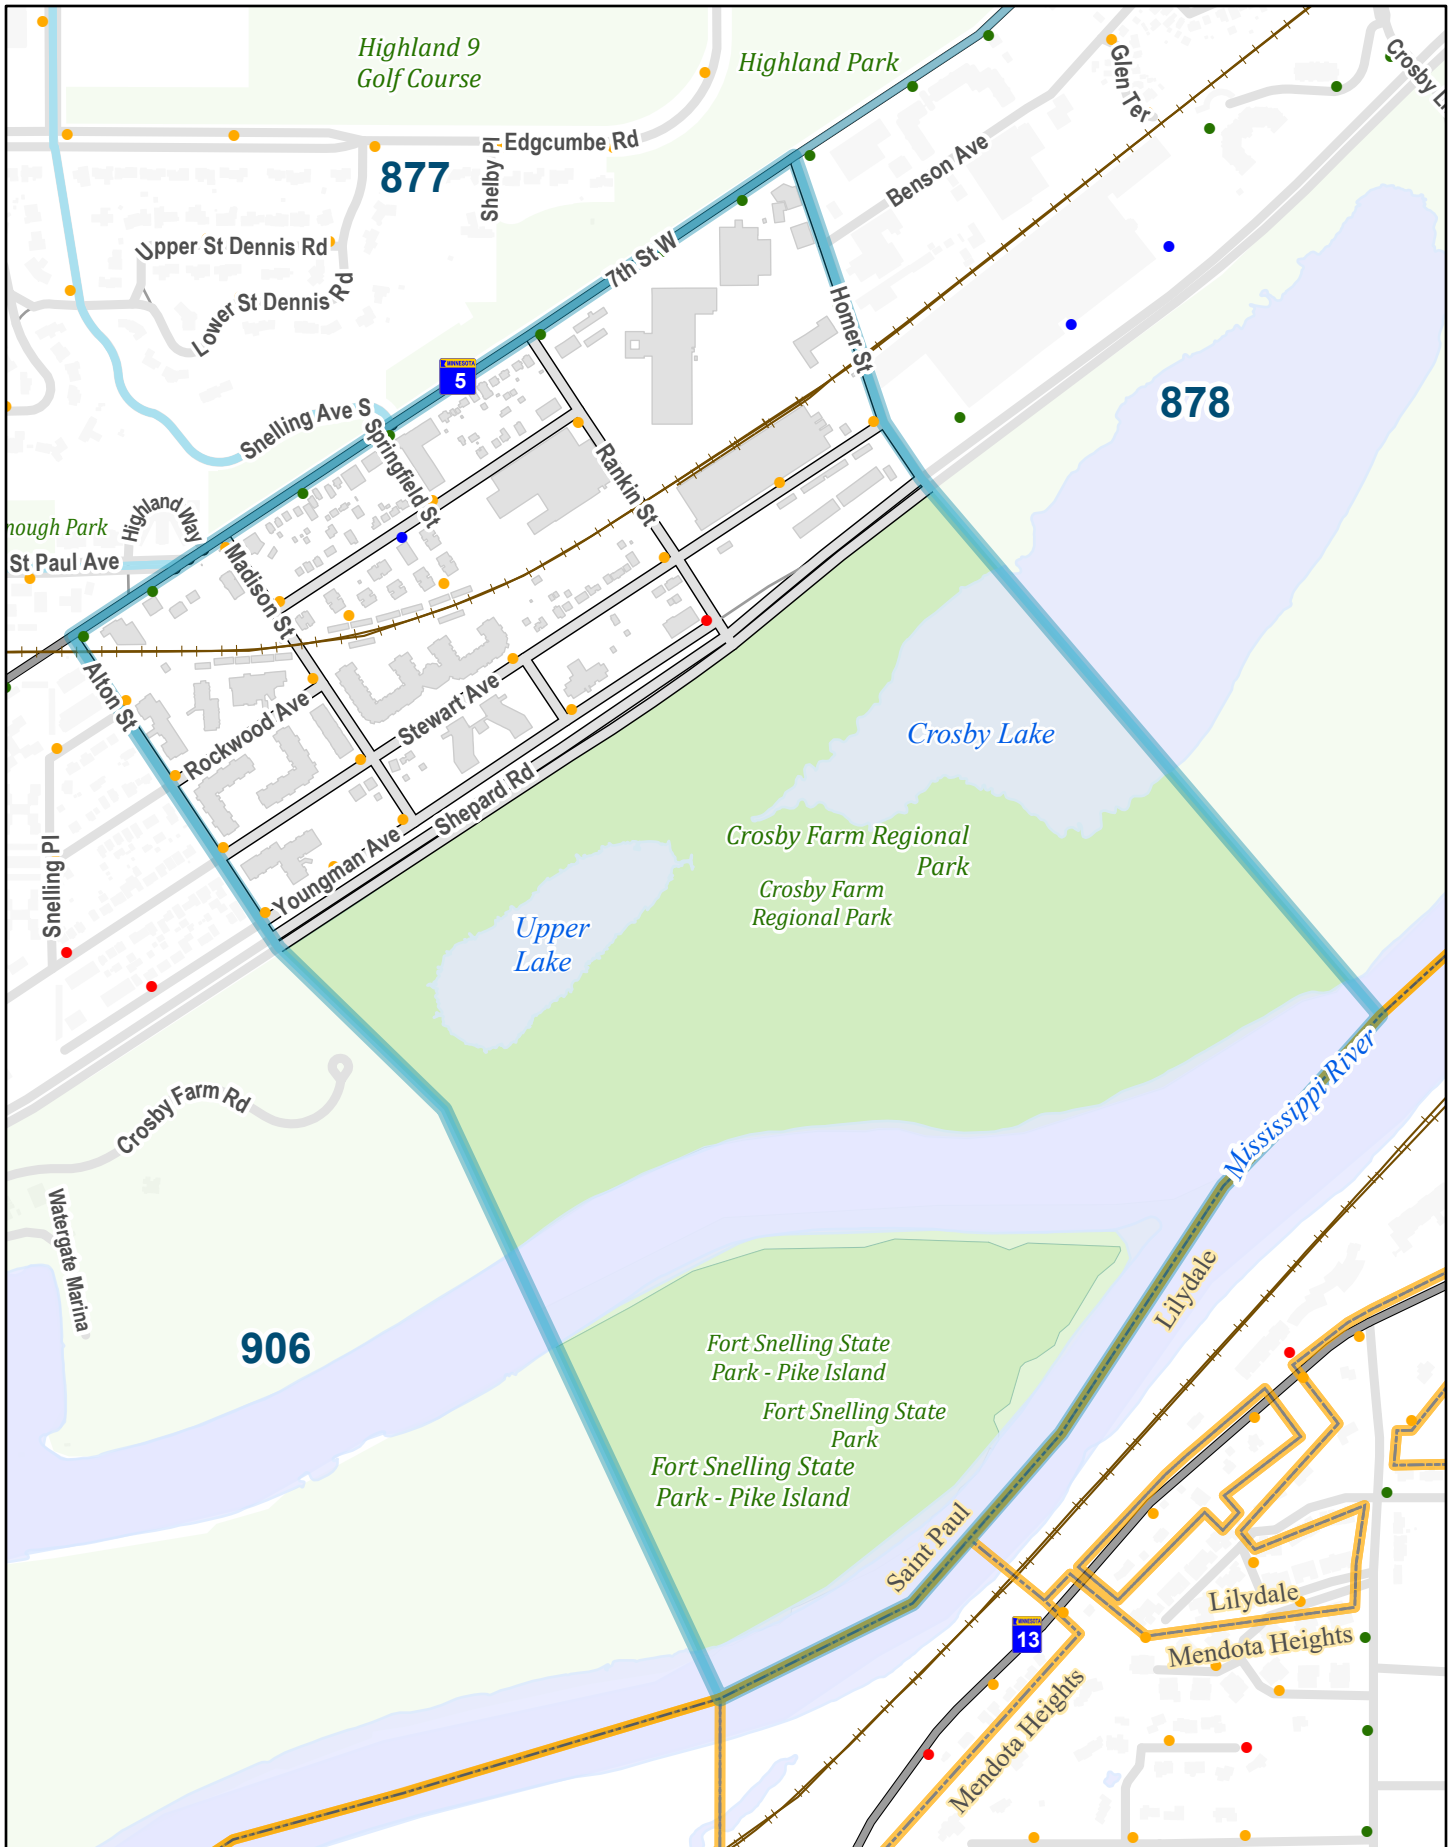 Highland 9
Golf Course
Highland Park
Glen Ter
Shelby Pl
Edgcumbe Rd
877
Benson Ave
Upper St Dennis Rd
7th St W
Lower St Dennis Rd
Homer St
MINNESOTA
5
878
Snelling Ave S
Springfield St
Rankin St
Highland Way
St Paul Ave
Madison St
Alton St
Rockwood Ave
Stewart Ave
Crosby Lake
Shepard Rd
Youngman Ave
Snelling Pl
Crosby Farm Regional
Park
Crosby Farm
Regional Park
Upper
Lake
Crosby Farm Rd
Mississippi River
Watergate Marina
Lilydale
906
Fort Snelling State
Park - Pike Island
Fort Snelling State
Park
Fort Snelling State
Park - Pike Island
Saint Paul
Lilydale
MINNESOTA
13
Mendota Heights
Mendota Heights